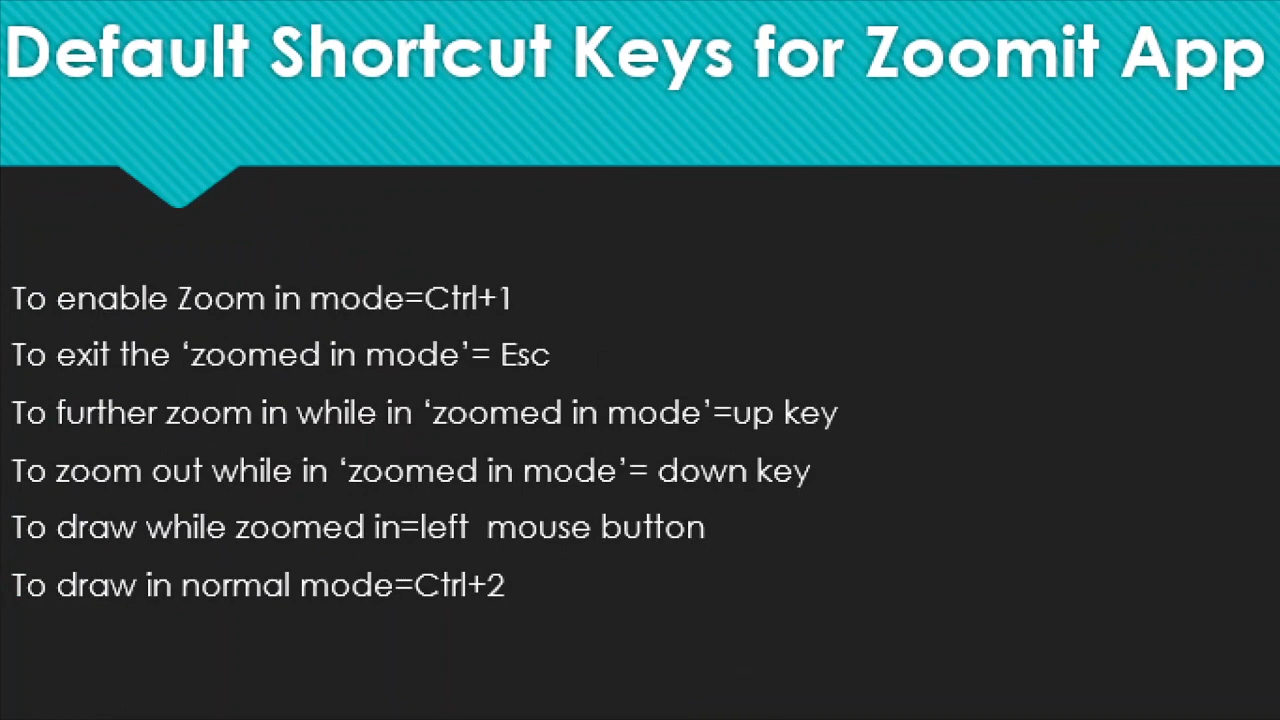 Default Shortcut Keys for Zoomit App
To enable Zoom in mode=Ctrl+1
To exit the ‘zoomed in mode’= Esc
To further zoom in while in ‘zoomed in mode’=up key
To zoom out while in ‘zoomed in mode’= down key
To draw while zoomed in=left  mouse button
To draw in normal mode=Ctrl+2